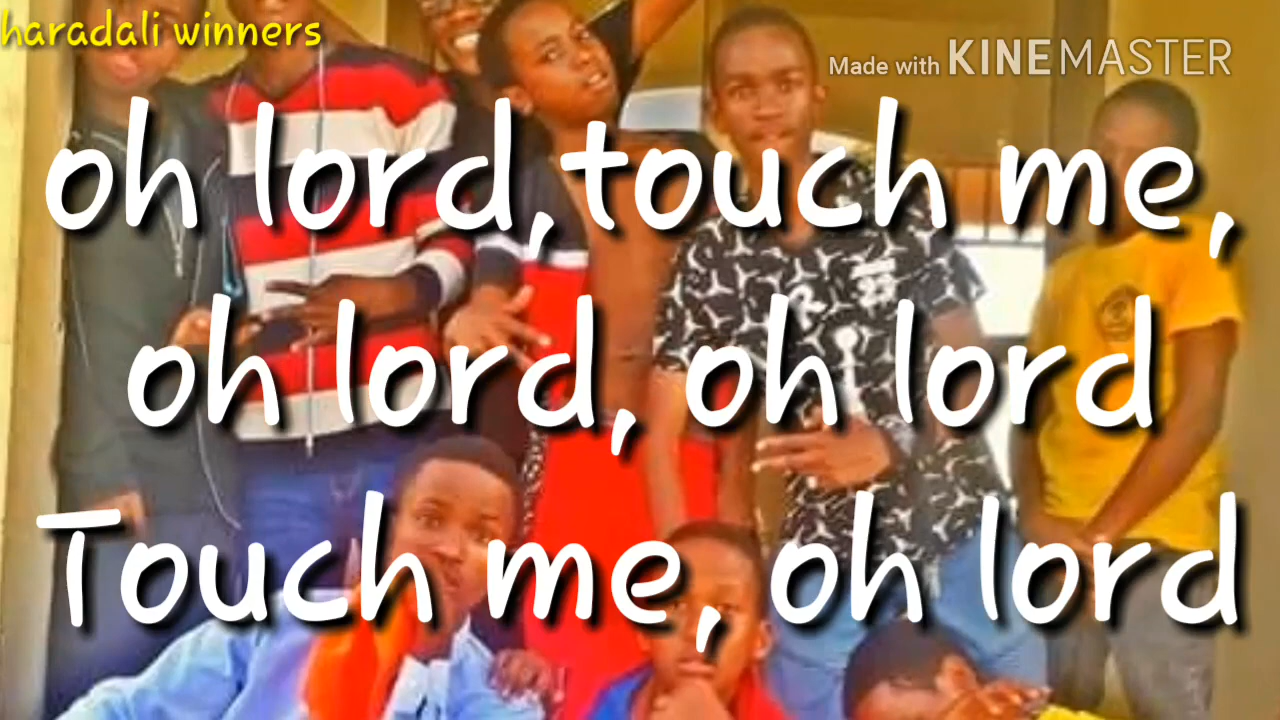 haradali winners
Made with KINEMASTER
oh lord,touch me,
oh lord, oh lord
Touch me, oh lord